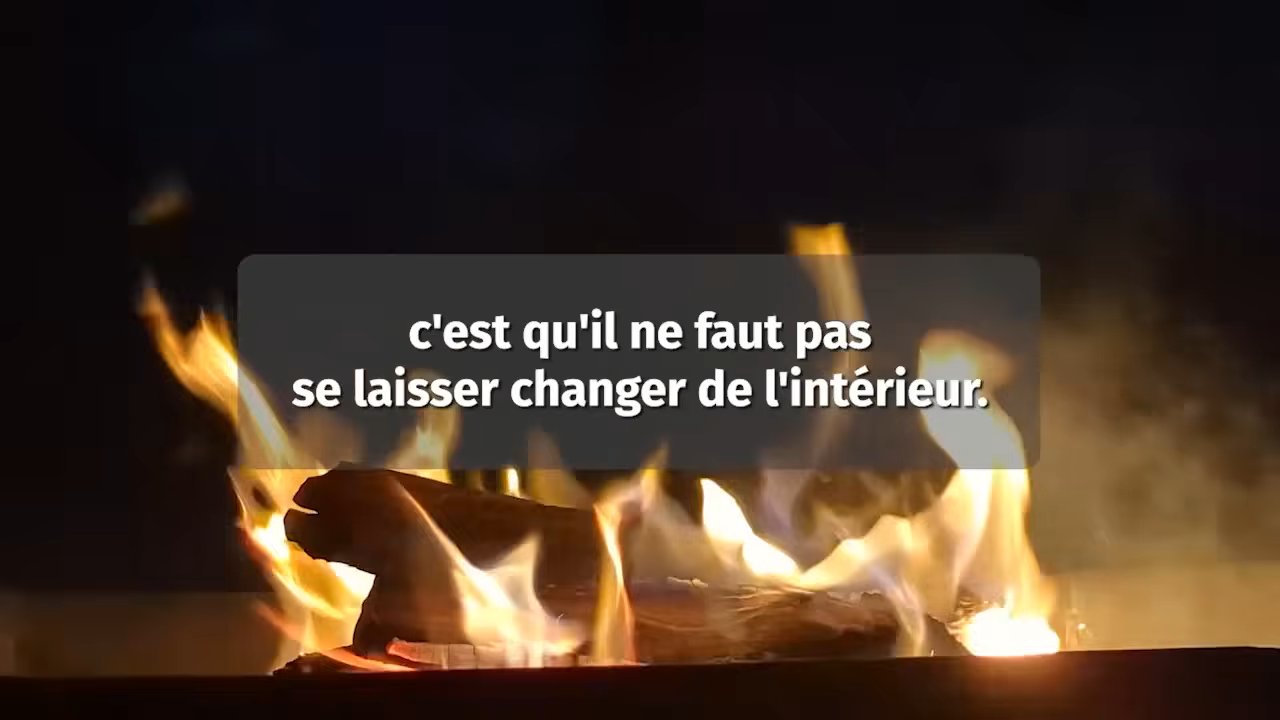 c'est qu'il ne faut pas
se laisser changer de l'intérieur.